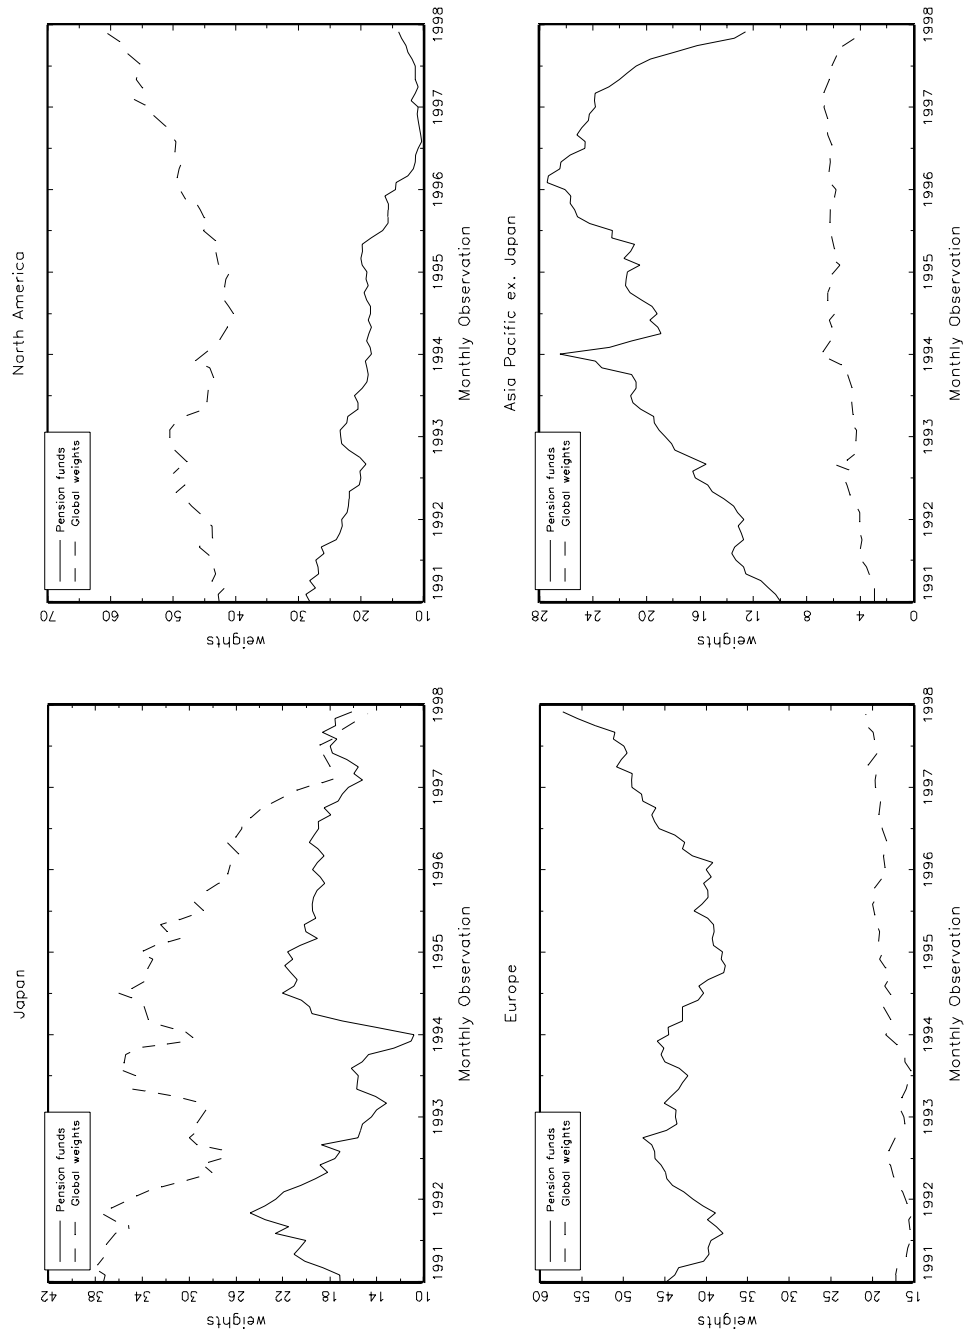 Japan
Pension funds
Global weights
weights
42
38
34
30
26
22
18
14
10
1991 1992 1993 1994 1995 1996 1997 1998
Monthly Observation
North America
Pension funds
Global weights
weights
70
60
50
40
30
20
10
1991 1992 1993 1994 1995 1996 1997 1998
Monthly Observation
Europe
Pension funds
Global weights
weights
60
55
50
45
40
35
30
25
20
15
1991 1992 1993 1994 1995 1996 1997 1998
Monthly Observation
Asia Pacific ex. Japan
Pension funds
Global weights
weights
28
24
20
16
12
8
4
0
1991 1992 1993 1994 1995 1996 1997 1998
Monthly Observation